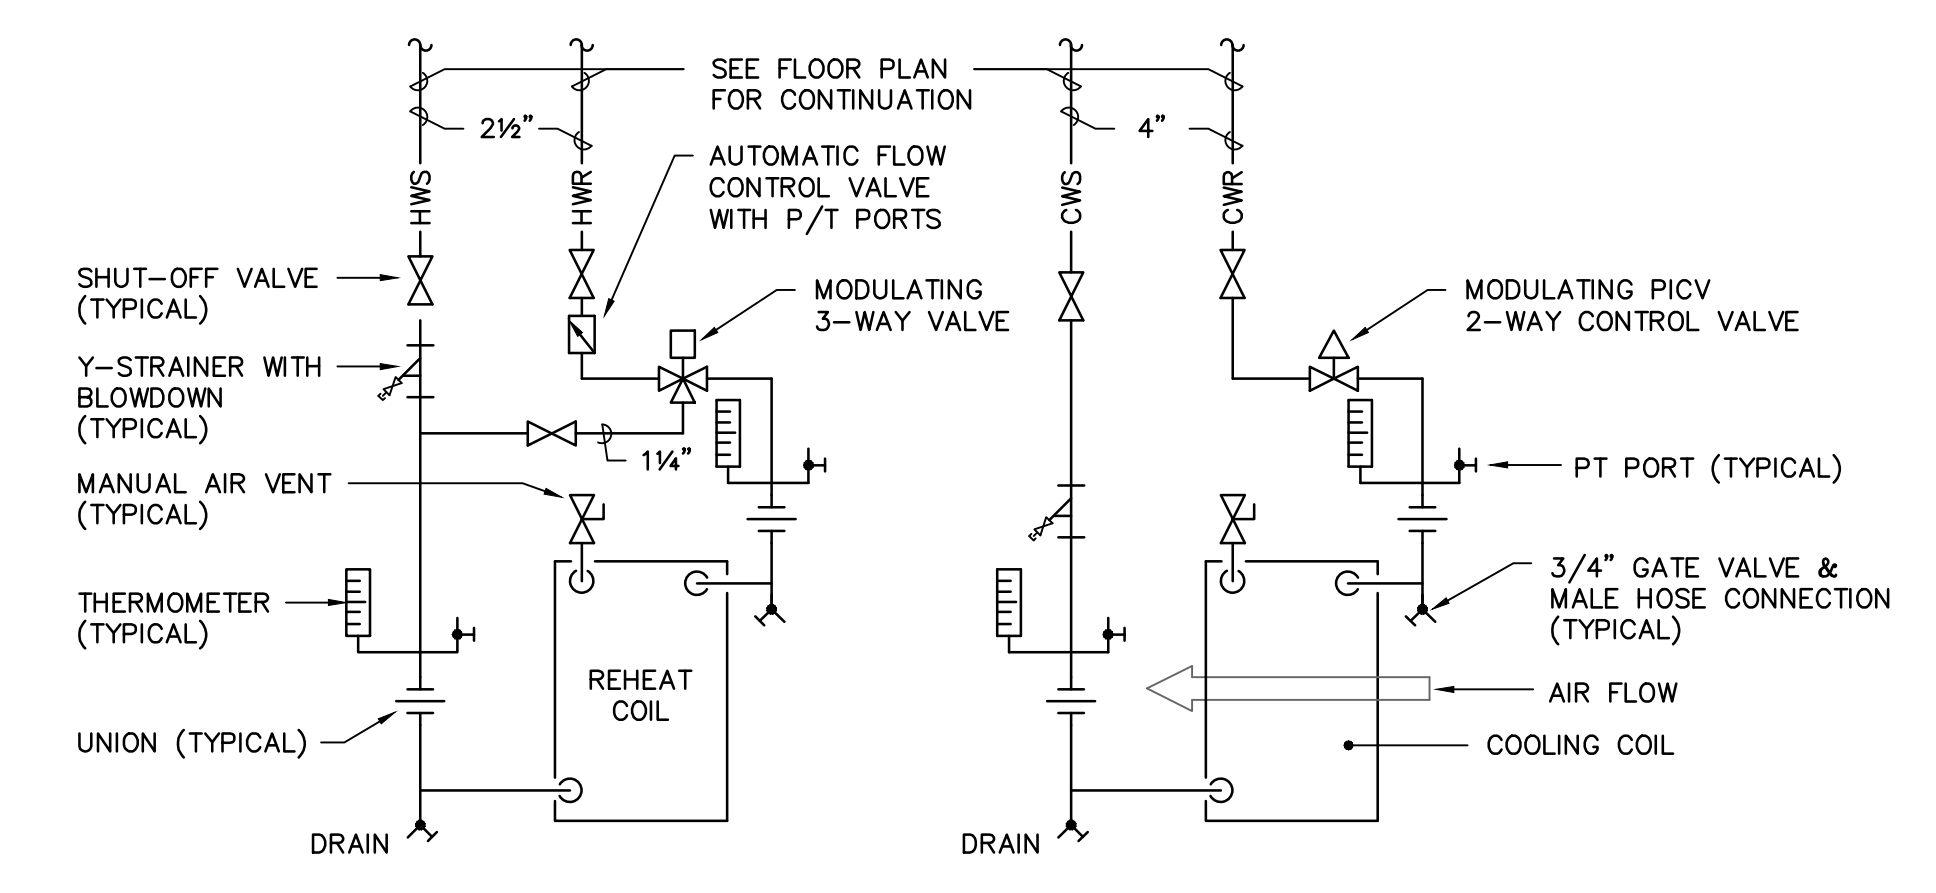 SEE FLOOR PLAN
FOR CONTINUATION
2½”
4”
AUTOMATIC FLOW
CONTROL VALVE
WITH P/T PORTS
HWS
HWR
CWS
CWR
SHUT-OFF VALVE
(TYPICAL)
MODULATING
3-WAY VALVE
MODULATING PICV
2-WAY CONTROL VALVE
Y-STRAINER WITH
BLOWDOWN
(TYPICAL)
1¼”
PT PORT (TYPICAL)
MANUAL AIR VENT
(TYPICAL)
3/4” GATE VALVE &
MALE HOSE CONNECTION
(TYPICAL)
THERMOMETER
(TYPICAL)
REHEAT
COIL
AIR FLOW
UNION (TYPICAL)
COOLING COIL
DRAIN
DRAIN